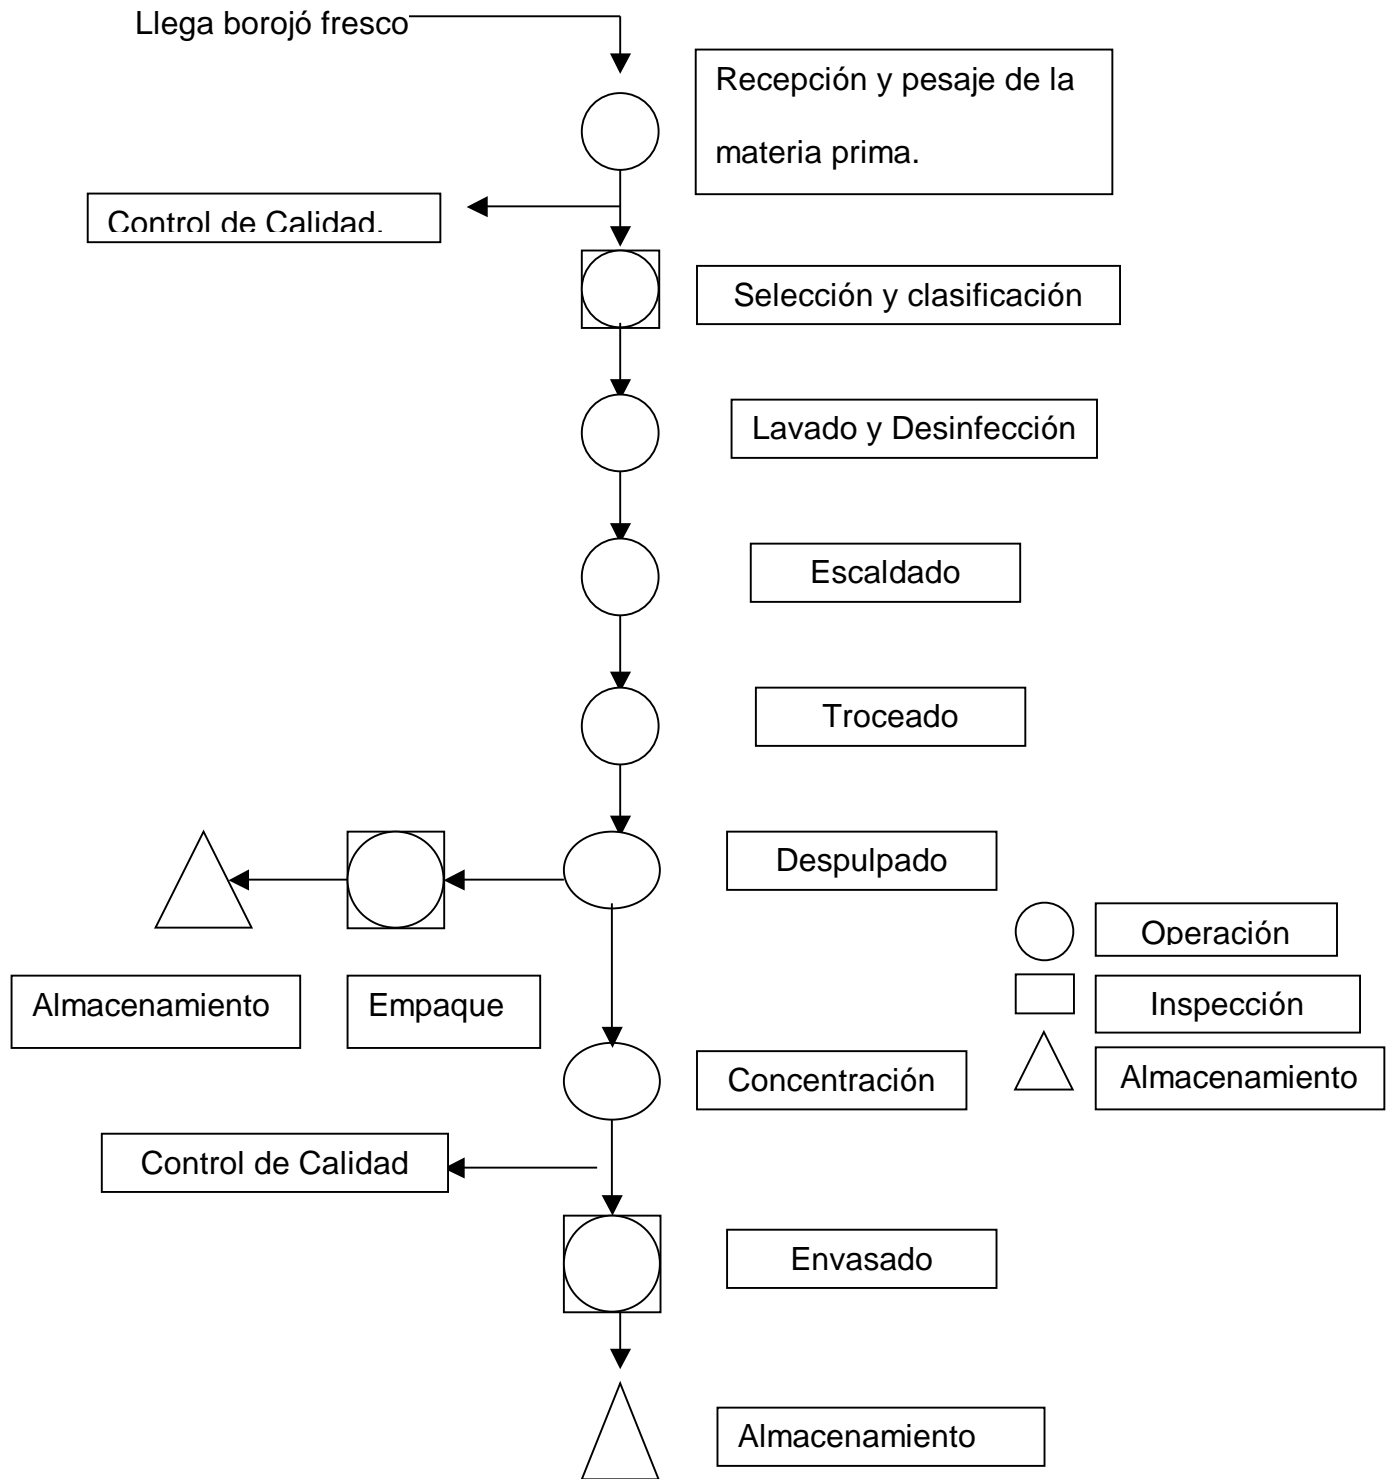 Llega borojó fresco
Recepción y pesaje de la
materia prima.
Control de Calidad.
Selección y clasificación
Lavado y Desinfección
Escaldado
Troceado
Despulpado
Operación
Almacenamiento
Empaque
Inspección
Concentración
Almacenamiento
Control de Calidad
Envasado
Almacenamiento